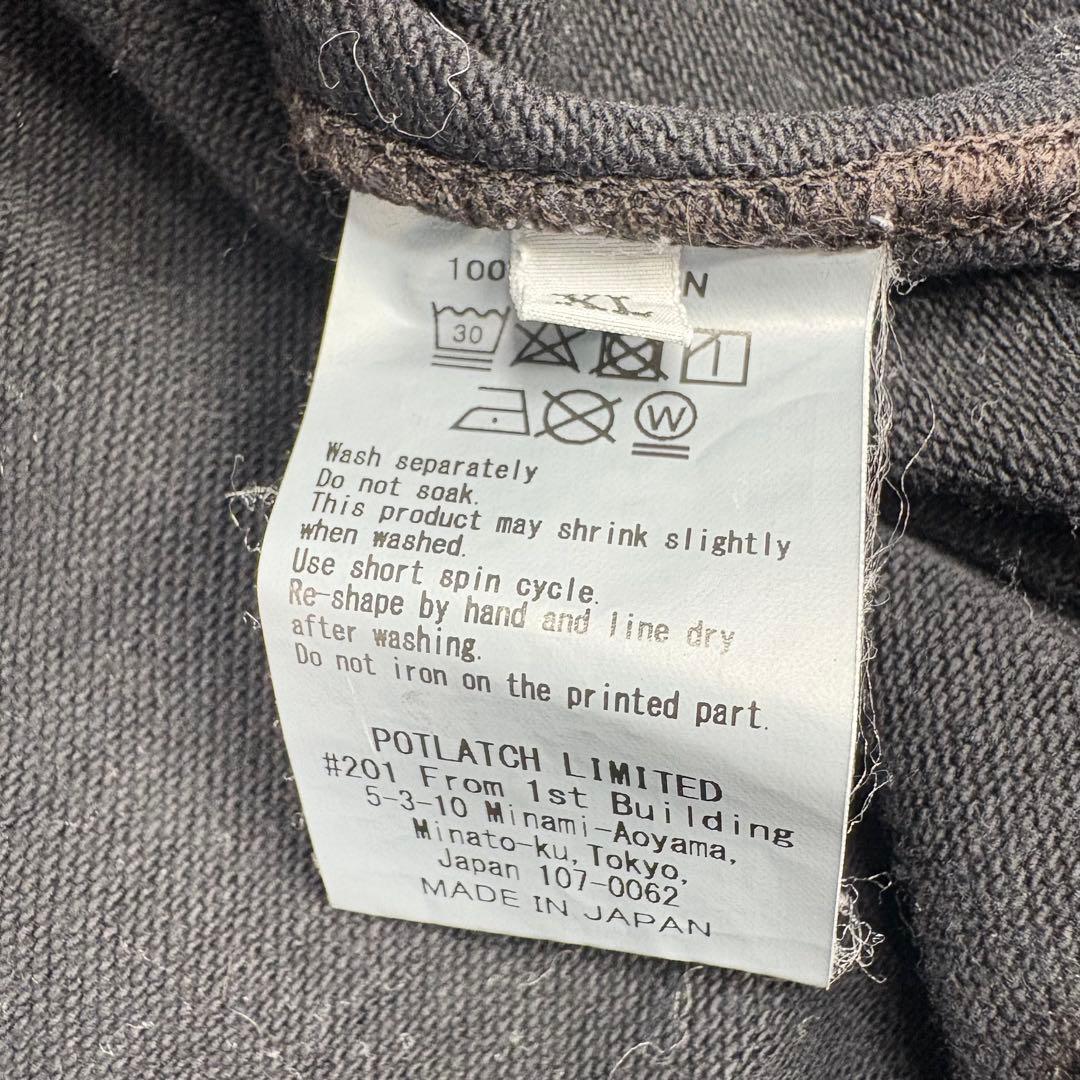 100 N
XL
30
W
Wash separately
Do not soak.
This product may shrink slightly
when washed.
Use short spin cycle.
Re-shape by hand and line dry
after washing.
Do not iron on the printed part.
POTLATCH LIMITED
#201 From 1st Building
5-3-10 Minami-Aoyama,
Minato-ku, Tokyo,
Japan 107-0062
MADE IN JAPAN